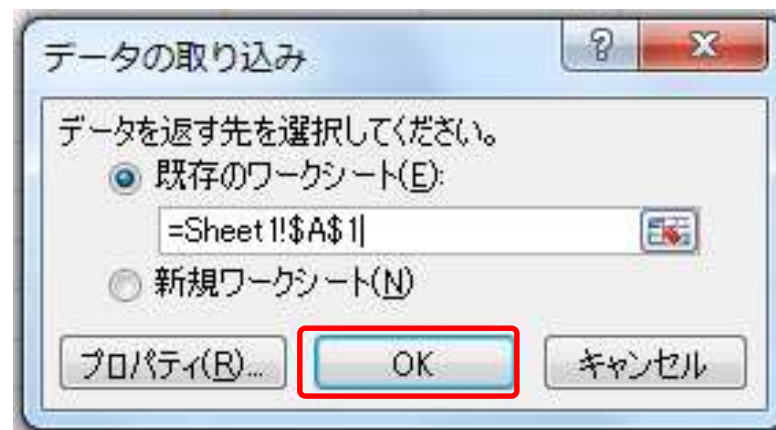 データの取り込み
データを返す先を選択してください。
既存のワークシート(E):
=Sheet1!$A$1
新規ワークシート(N)
プロパティ(R)... OK キャンセル